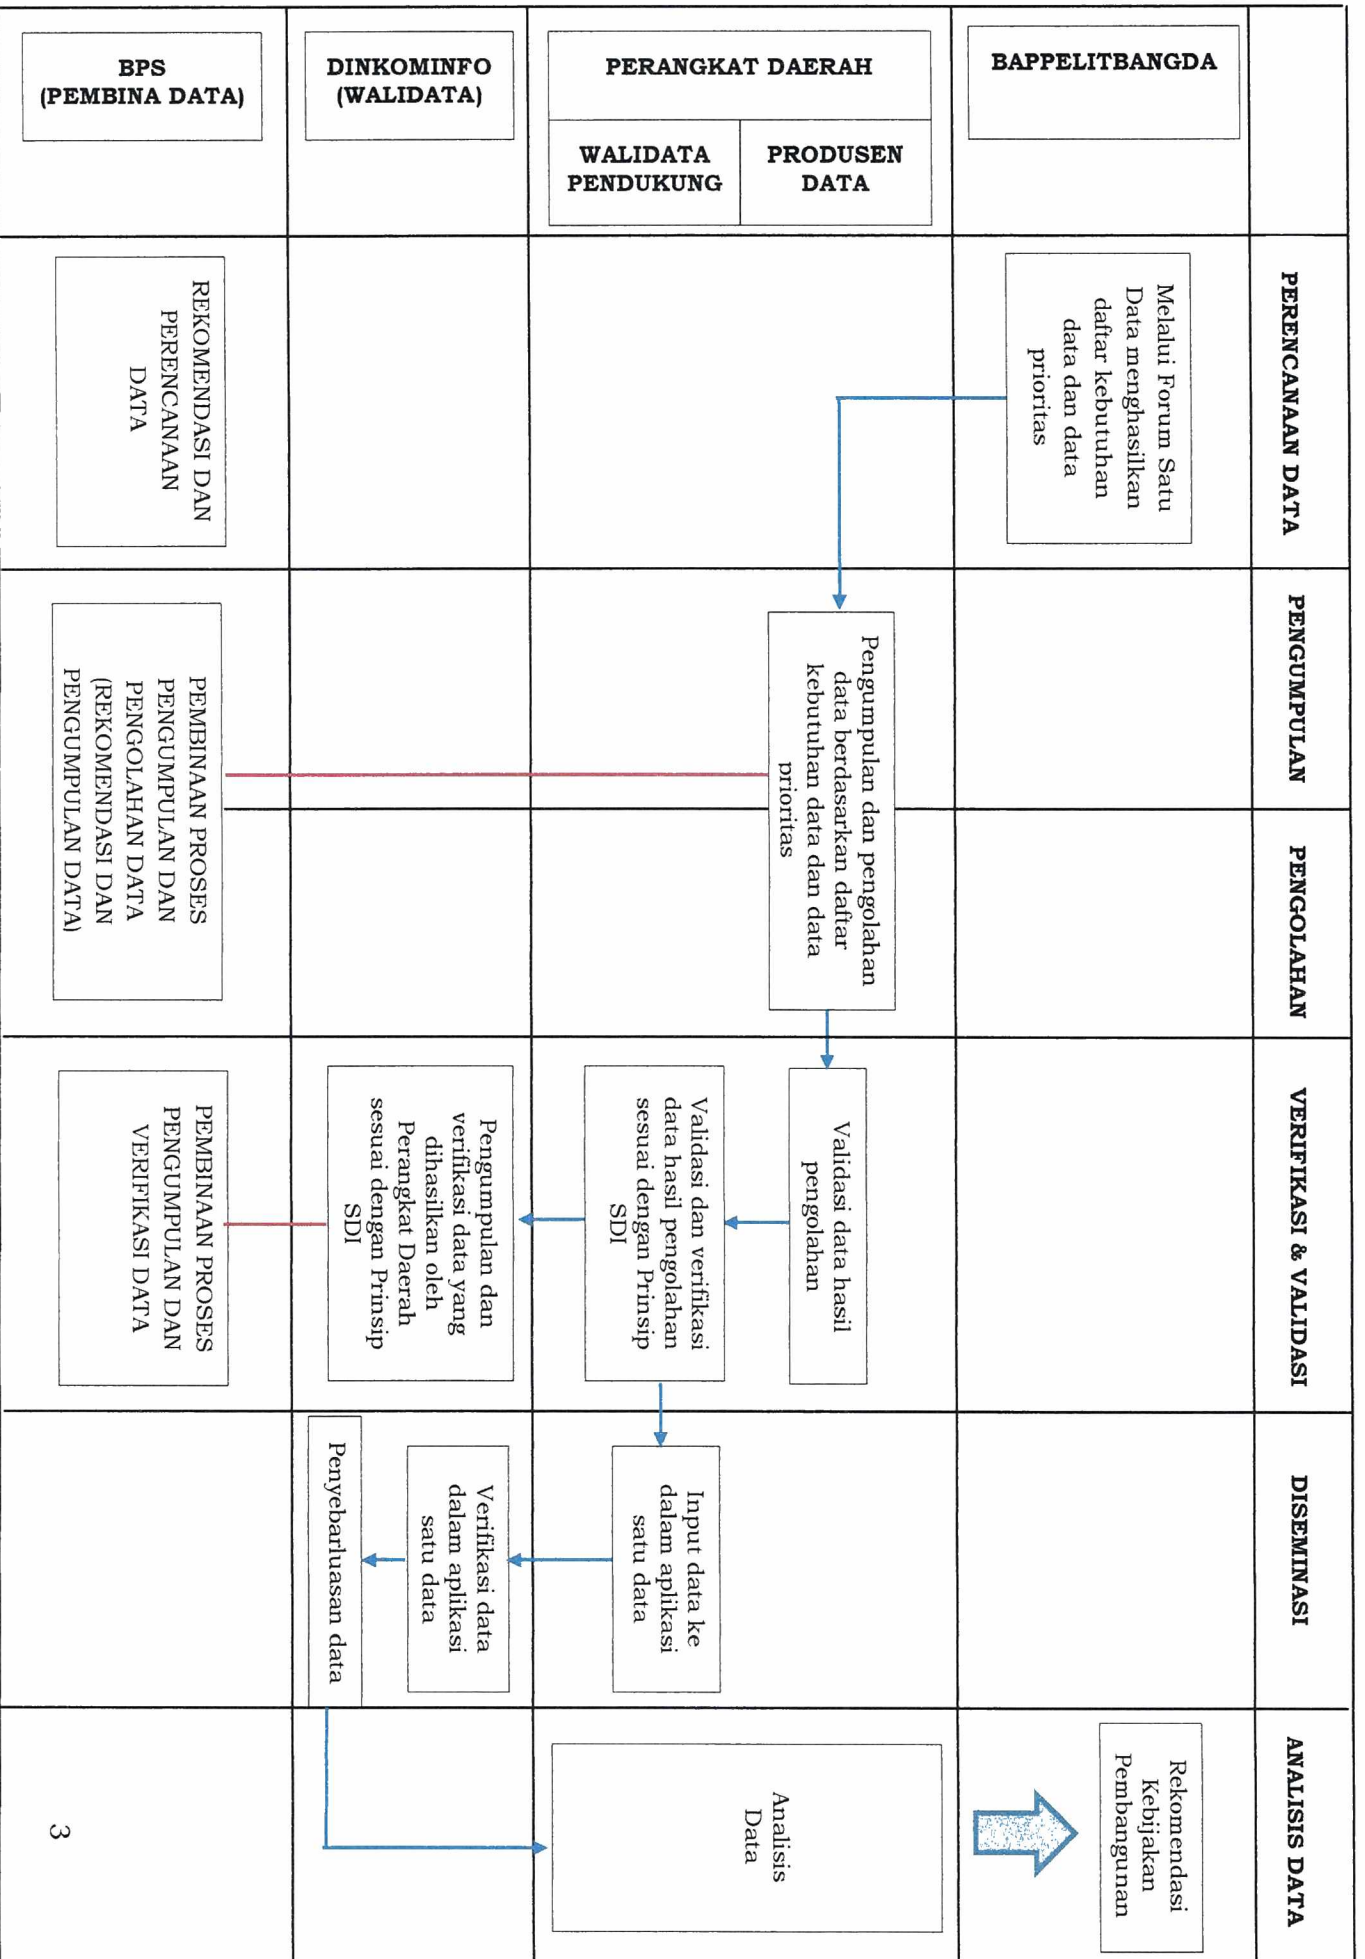 PERENCANAAN DATA
PENGUMPULAN
PENGOLAHAN
VERIFIKASI & VALIDASI
DISEMINASI
ANALISIS DATA
BAPPELITBANGDA
Melalui Forum Satu
Data menghasilkan
daftar kebutuhan
data dan data
prioritas
Rekomendasi
Kebijakan
Pembangunan
PERANGKAT DAERAH
PRODUSEN
DATA
WALIDATA
PENDUKUNG
Pengumpulan dan pengolahan
data berdasarkan daftar
kebutuhan data dan data
prioritas
Validasi data hasil
pengolahan
Validasi dan verifikasi
data hasil pengolahan
sesuai dengan Prinsip
SDI
Input data ke
dalam aplikasi
satu data
Analisis
Data
DINKOMINFO
(WALIDATA)
Pengumpulan dan
verifikasi data yang
dihasilkan oleh
Perangkat Daerah
sesuai dengan Prinsip
SDI
Verifikasi data
dalam aplikasi
satu data
Penyebarluasan data
BPS
(PEMBINA DATA)
REKOMENDASI DAN
PERENCANAAN
DATA
PEMBINAAN PROSES
PENGUMPULAN DAN
PENGOLAHAN DATA
(REKOMENDASI DAN
PENGUMPULAN DATA)
PEMBINAAN PROSES
PENGUMPULAN DAN
VERIFIKASI DATA
3